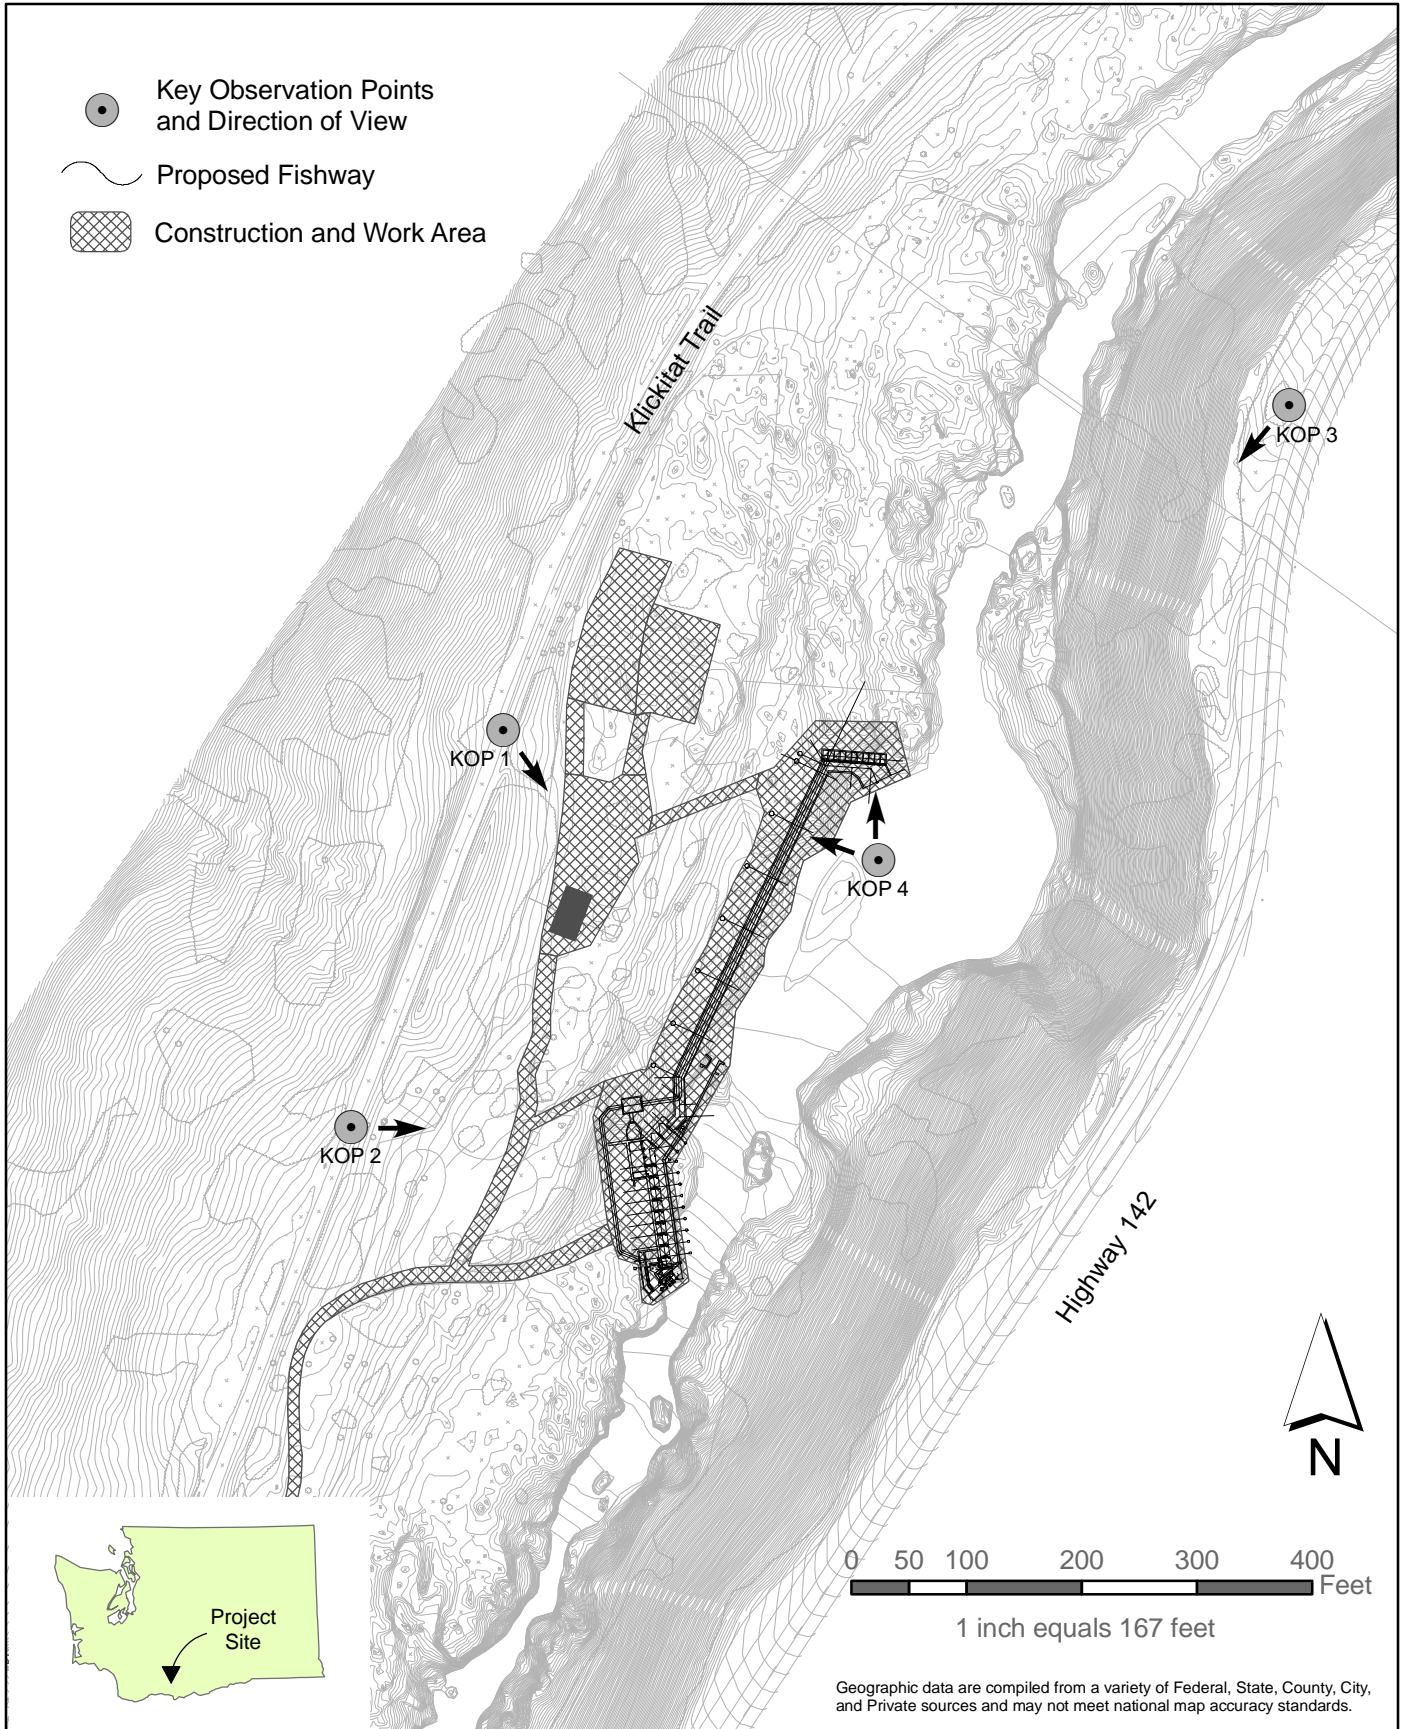 Key Observation Points
and Direction of View
Proposed Fishway
Construction and Work Area
Klickitat Trail
KOP 3
KOP 1
KOP 4
KOP 2
Highway 142
N
Project
Site
0 50 100 200 300 400
Feet
1 inch equals 167 feet
Geographic data are compiled from a variety of Federal, State, County, City,
and Private sources and may not meet national map accuracy standards.